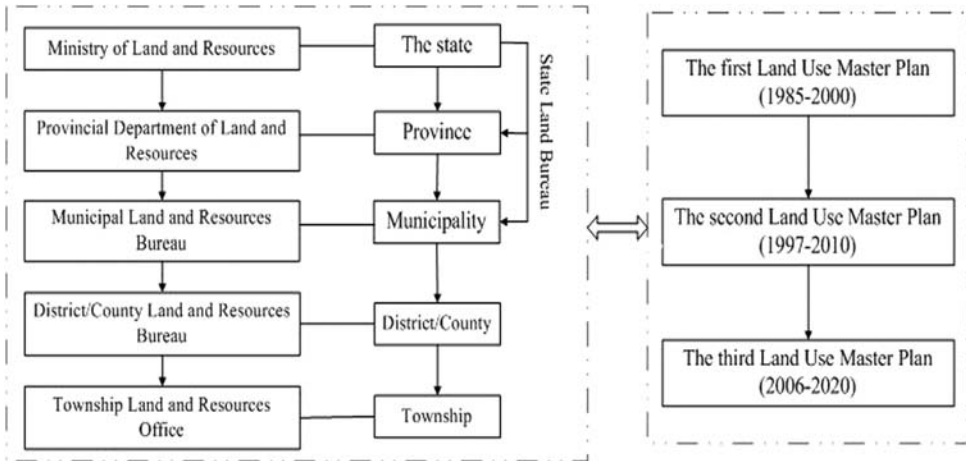 Ministry of Land and Resources
The state
Provincial Department of Land and
Resources
Province
Municipal Land and Resources
Bureau
Municipality
District/County Land and Resources
Bureau
District/County
Township Land and Resources
Office
Township
State Land Bureau
The first Land Use Master Plan
(1985-2000)
The second Land Use Master Plan
(1997-2010)
The third Land Use Master Plan
(2006-2020)